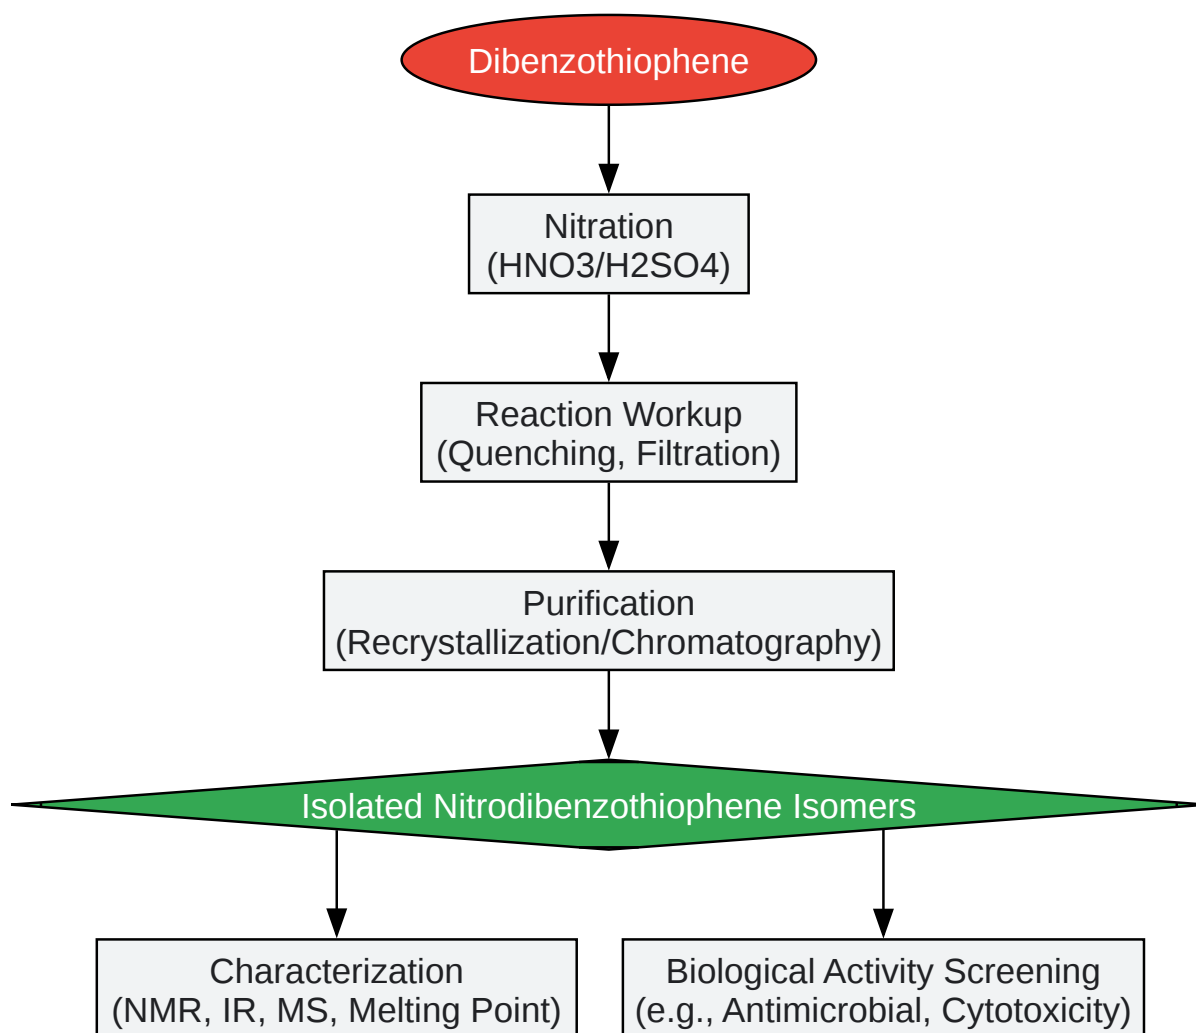 Dibenzothiophene
Nitration
(HNO3/H2SO4)
Reaction Workup
(Quenching, Filtration)
Purification
(Recrystallization/Chromatography)
Isolated Nitrodibenzothiophene Isomers
Characterization
(NMR, IR, MS, Melting Point)
Biological Activity Screening
(e.g., Antimicrobial, Cytotoxicity)